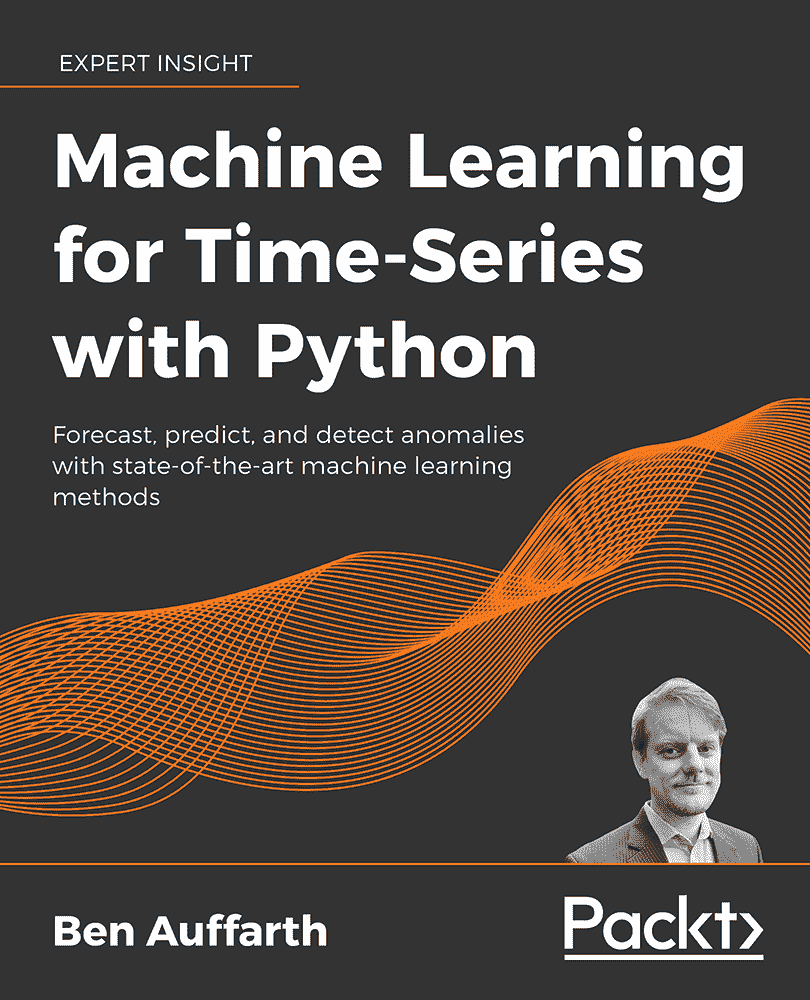 EXPERT INSIGHT
Machine Learning
for Time-Series
with Python
Forecast, predict, and detect anomalies
with state-of-the-art machine learning
methods
Ben Auffarth
Packt>